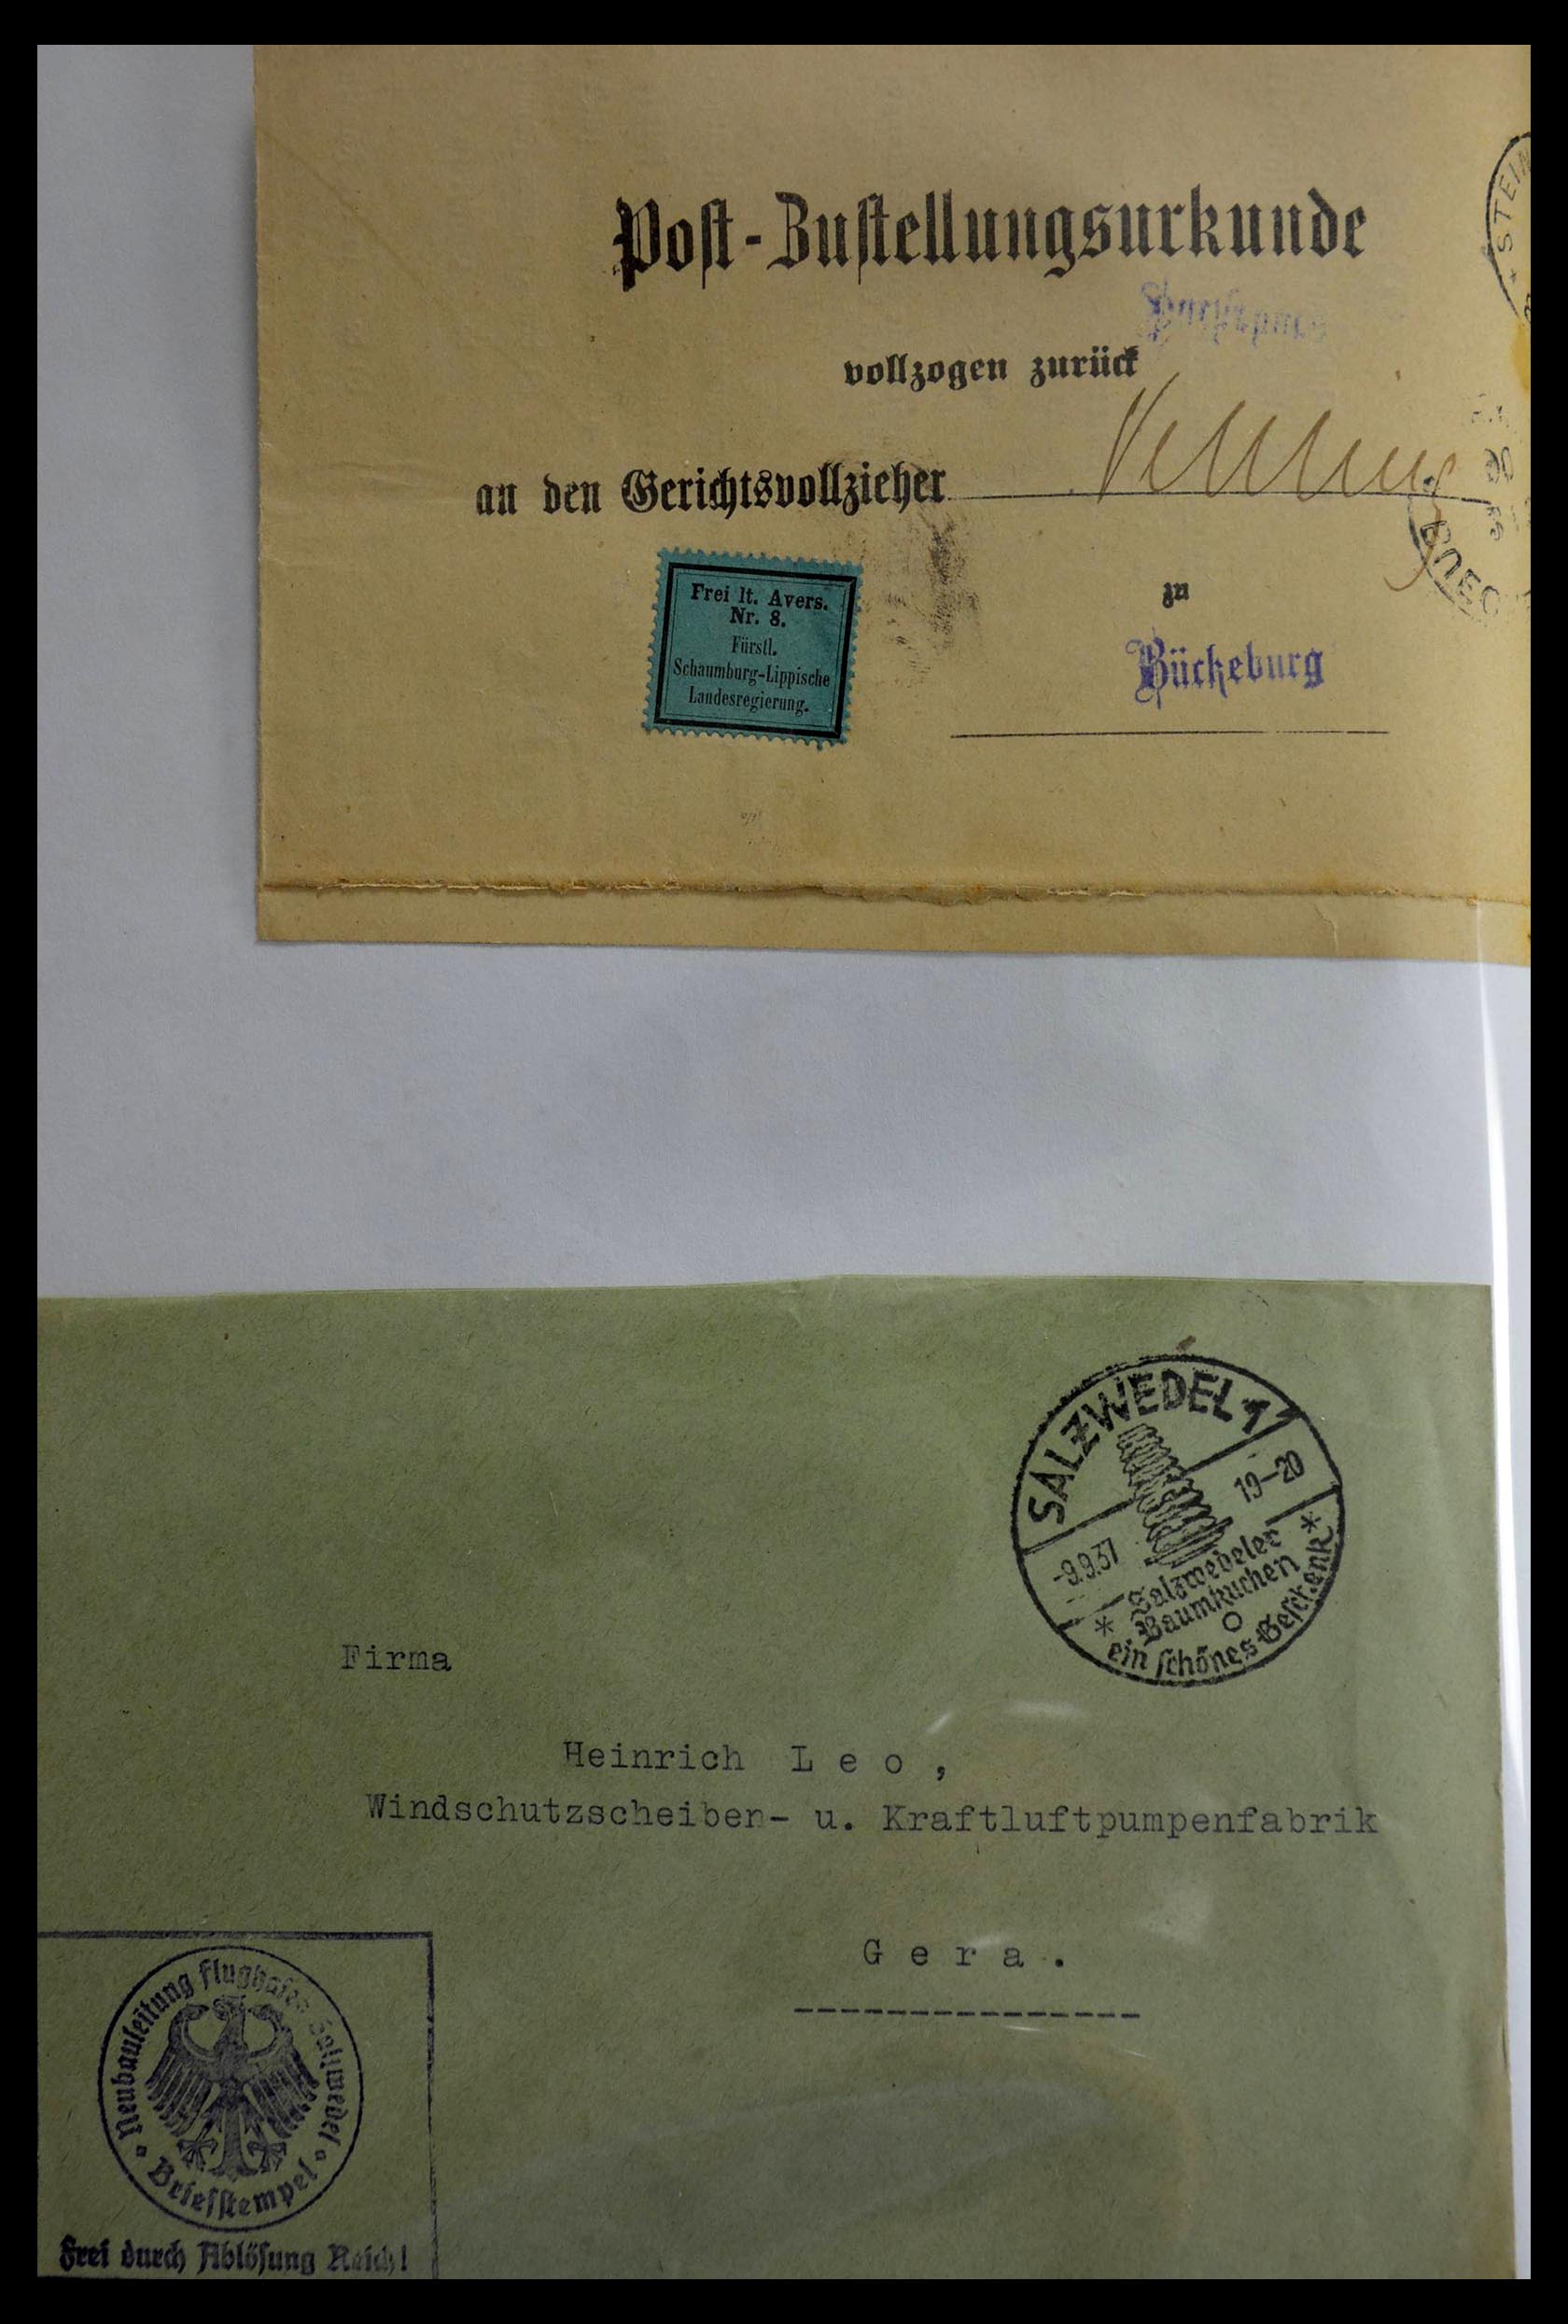 Post-Zustellungsurkunde
STEIN
vollzogen zurück
an den Gerichtsvollzieher
Frei lt. Avers.
Nr. 8.
Fürstl.
Schaumburg-Lippische
Landesregierung.
zu
Bückeburg
SALZWEDEL 1
19-20
-9.9.37
* Salzwedeler *
Baumkuchen
ein schönes Geschenk
Firma
Heinrich L e o ,
Windschutzscheiben- u. Kraftluftpumpenfabrik
G e r a .
Neubauleitung Flughafen Salzwedel
Briefstempel
Frei durch Ablösung Reich!